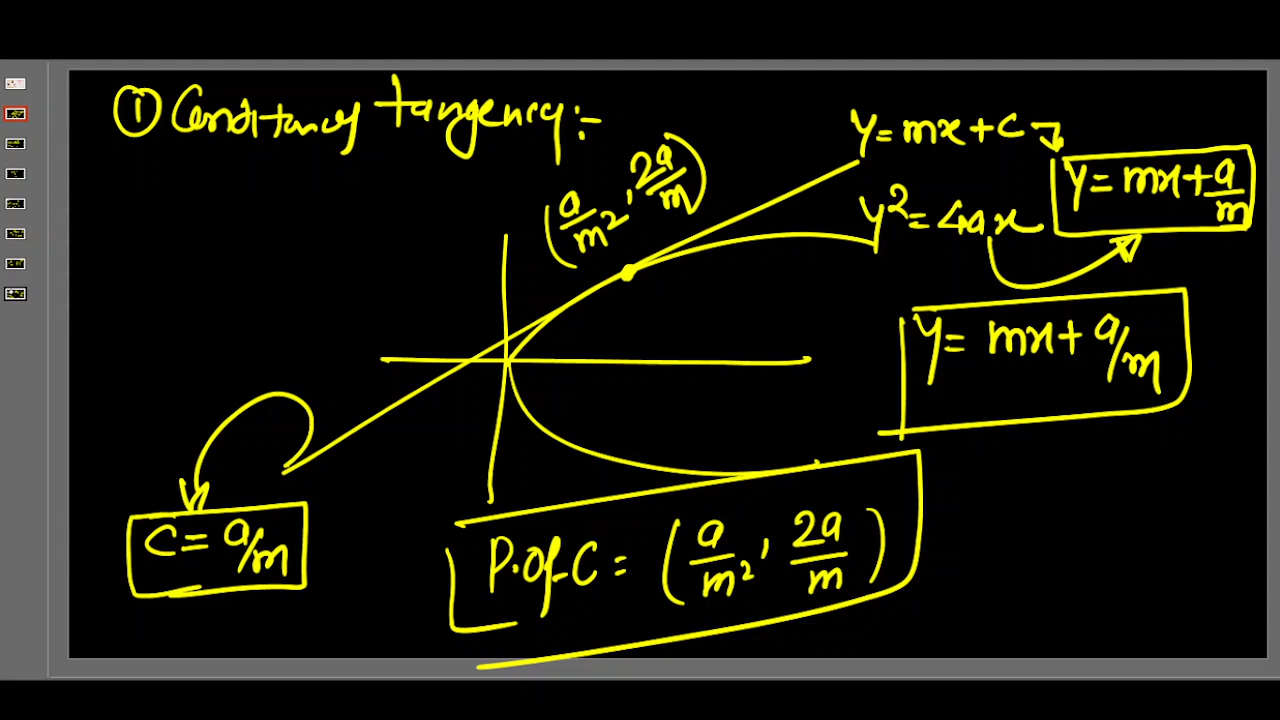 ① Condition of tangency:-
y = mx + c
y = mx + a/m
(a/m², 2a/m)
y² = 4ax
y = mx + a/m
c = a/m
P.of.C = (a/m², 2a/m)